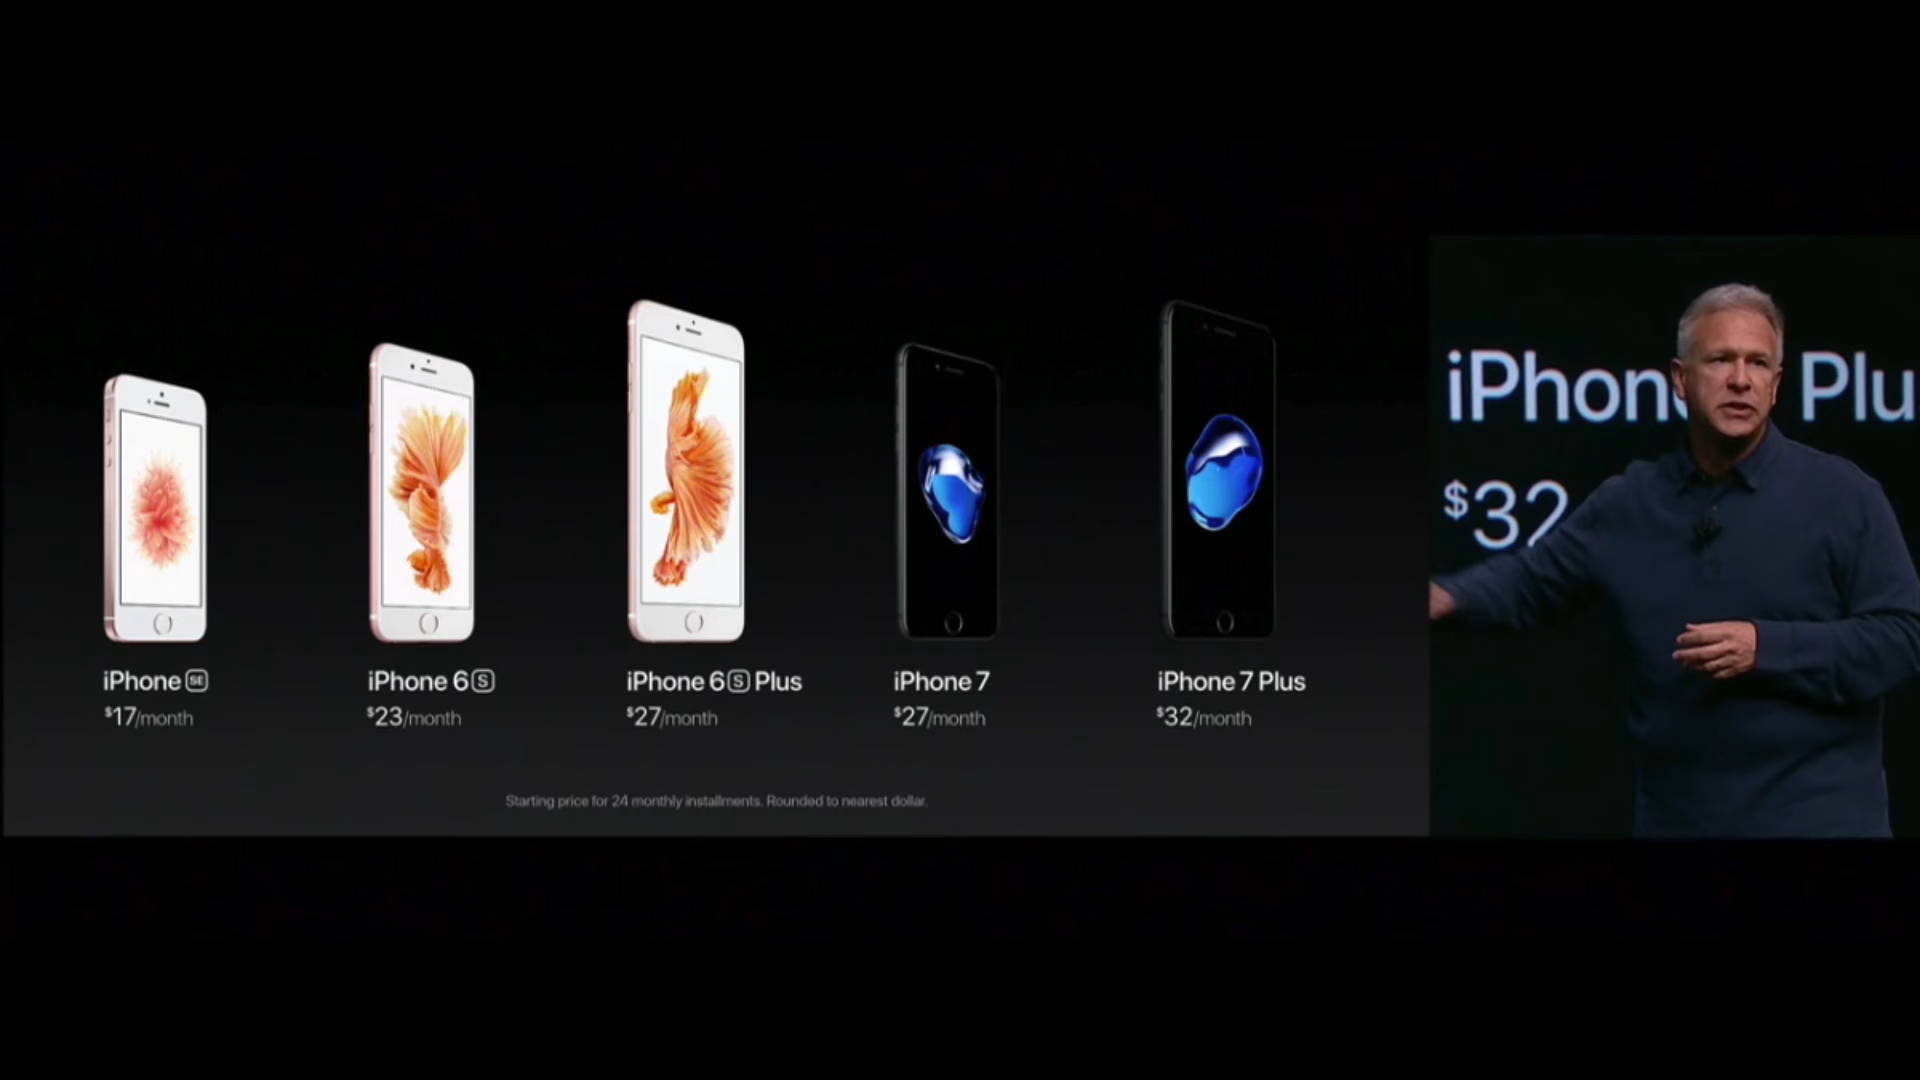 iPhone SE
$17/month
iPhone 6S
$23/month
iPhone 6S Plus
$27/month
iPhone 7
$27/month
iPhone 7 Plus
$32/month
Starting price for 24 monthly installments. Rounded to nearest dollar.
iPhon Plu
$32